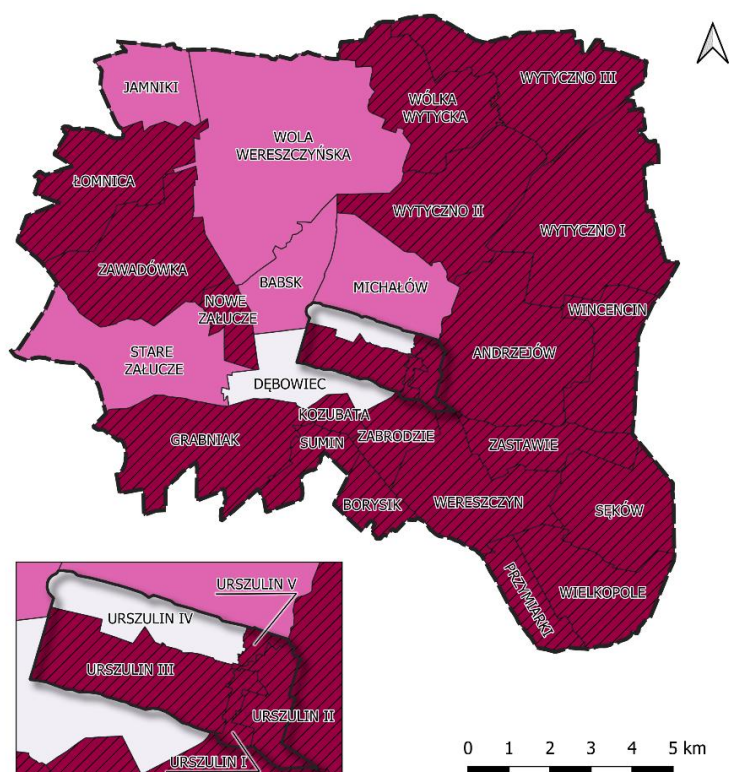 JAMNIKI
WYTYCZNO III
WÓLKA
WYTYCKA
WOLA
WERESZCZYŃSKA
ŁOMNICA
WYTYCZNO II
WYTYCZNO I
ZAWADÓWKA
BABSK
MICHAŁÓW
NOWE
ZAŁUCZE
WINCENCIN
STARE
ZAŁUCZE
ANDRZEJÓW
DĘBOWIEC
KOZUBATA
GRABNIAK
SUMIN
ZABRODZIE
ZASTAWIE
BORYSIK
WERESZCZYN
SĘKÓW
PRZYMIARKI
WIELKOPOLE
URSZULIN V
URSZULIN IV
URSZULIN III
URSZULIN II
URSZULIN I
0 1 2 3 4 5 km